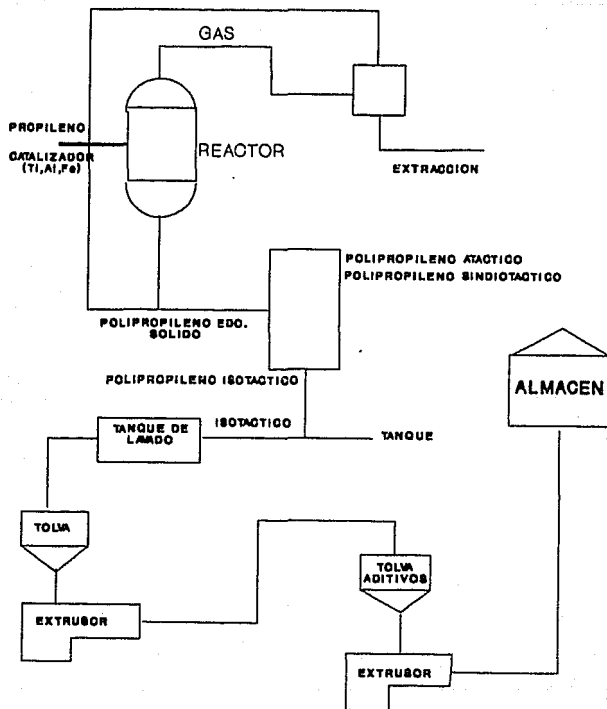 GAS
PROPILENO
CATALIZADOR
(Ti,Al,Fe)
REACTOR
EXTRACCION
POLIPROPILENO ATACTICO
POLIPROPILENO SINDIOTACTICO
POLIPROPILENO EDO.
SOLIDO
POLIPROPILENO ISOTACTICO
ALMACEN
TANQUE DE
LAVADO
ISOTACTICO
TANQUE
TOLVA
TOLVA
ADITIVOS
EXTRUSOR
EXTRUSOR